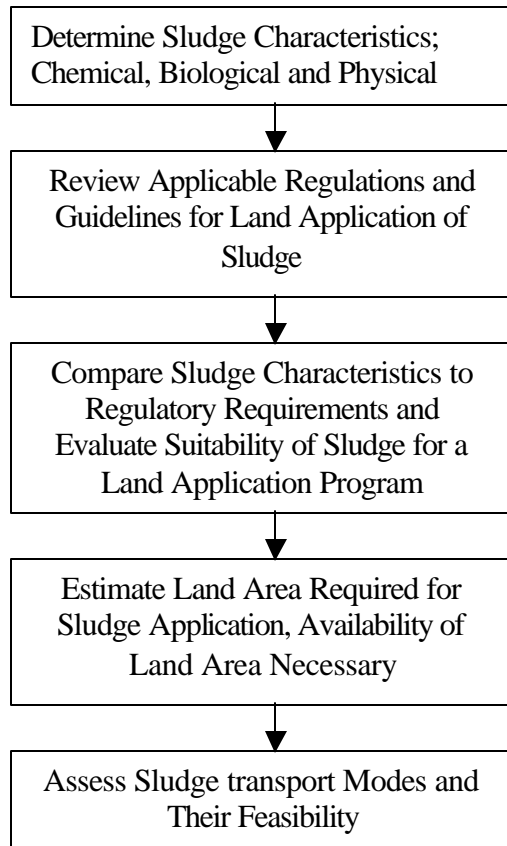 Determine Sludge Characteristics;
Chemical, Biological and Physical
Review Applicable Regulations and
Guidelines for Land Application of
Sludge
Compare Sludge Characteristics to
Regulatory Requirements and
Evaluate Suitability of Sludge for a
Land Application Program
Estimate Land Area Required for
Sludge Application, Availability of
Land Area Necessary
Assess Sludge transport Modes and
Their Feasibility